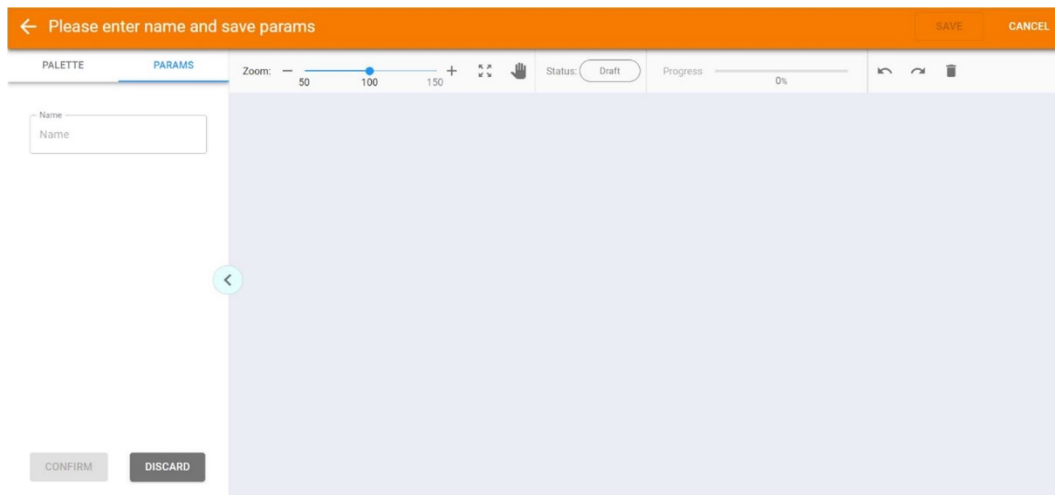 Please enter name and save params
SAVE
CANCEL
PALETTE
PARAMS
Zoom:
50
100
150
Status:
Draft
Progress
0%
Name
Name
CONFIRM
DISCARD